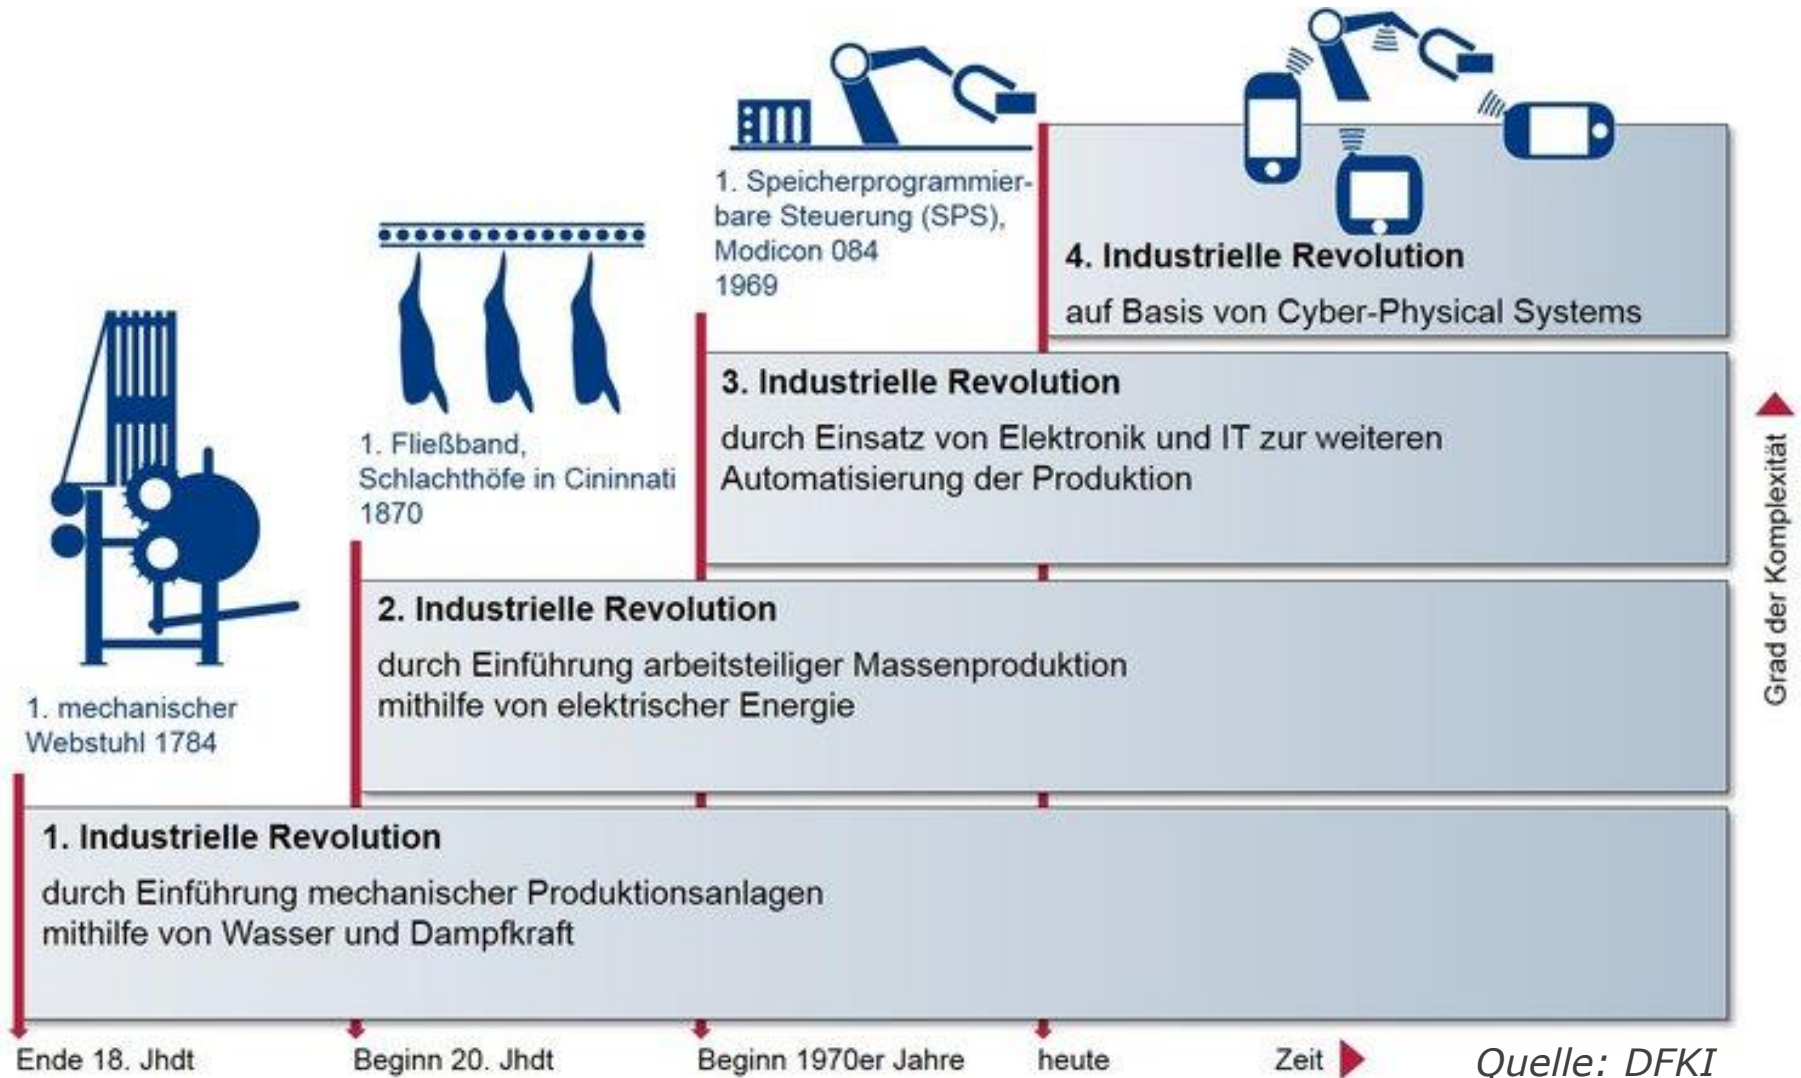 1. Speicherprogrammier-
bare Steuerung (SPS),
Modicon 084
1969
4. Industrielle Revolution
auf Basis von Cyber-Physical Systems
1. Fließband,
Schlachthöfe in Cininnati
1870
3. Industrielle Revolution
durch Einsatz von Elektronik und IT zur weiteren
Automatisierung der Produktion
1. mechanischer
Webstuhl 1784
2. Industrielle Revolution
durch Einführung arbeitsteiliger Massenproduktion
mithilfe von elektrischer Energie
1. Industrielle Revolution
durch Einführung mechanischer Produktionsanlagen
mithilfe von Wasser und Dampfkraft
Grad der Komplexität
Ende 18. Jhdt
Beginn 20. Jhdt
Beginn 1970er Jahre
heute
Zeit
Quelle: DFKI